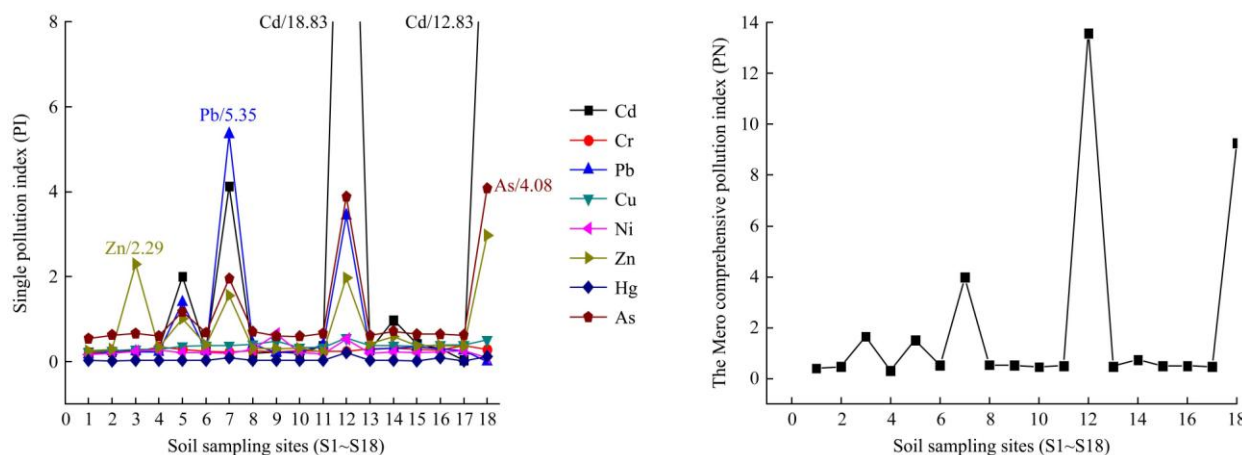 Cd/18.83
Cd/12.83
Pb/5.35
Zn/2.29
As/4.08
Single pollution index (PI)
8
6
4
2
0
0 1 2 3 4 5 6 7 8 9 10 11 12 13 14 15 16 17 18
Soil sampling sites (S1~S18)
Cd
Cr
Pb
Cu
Ni
Zn
Hg
As
The Mero comprehensive pollution index (PN)
14
12
10
8
6
4
2
0
0 2 4 6 8 10 12 14 16 18
Soil sampling sites (S1~S18)